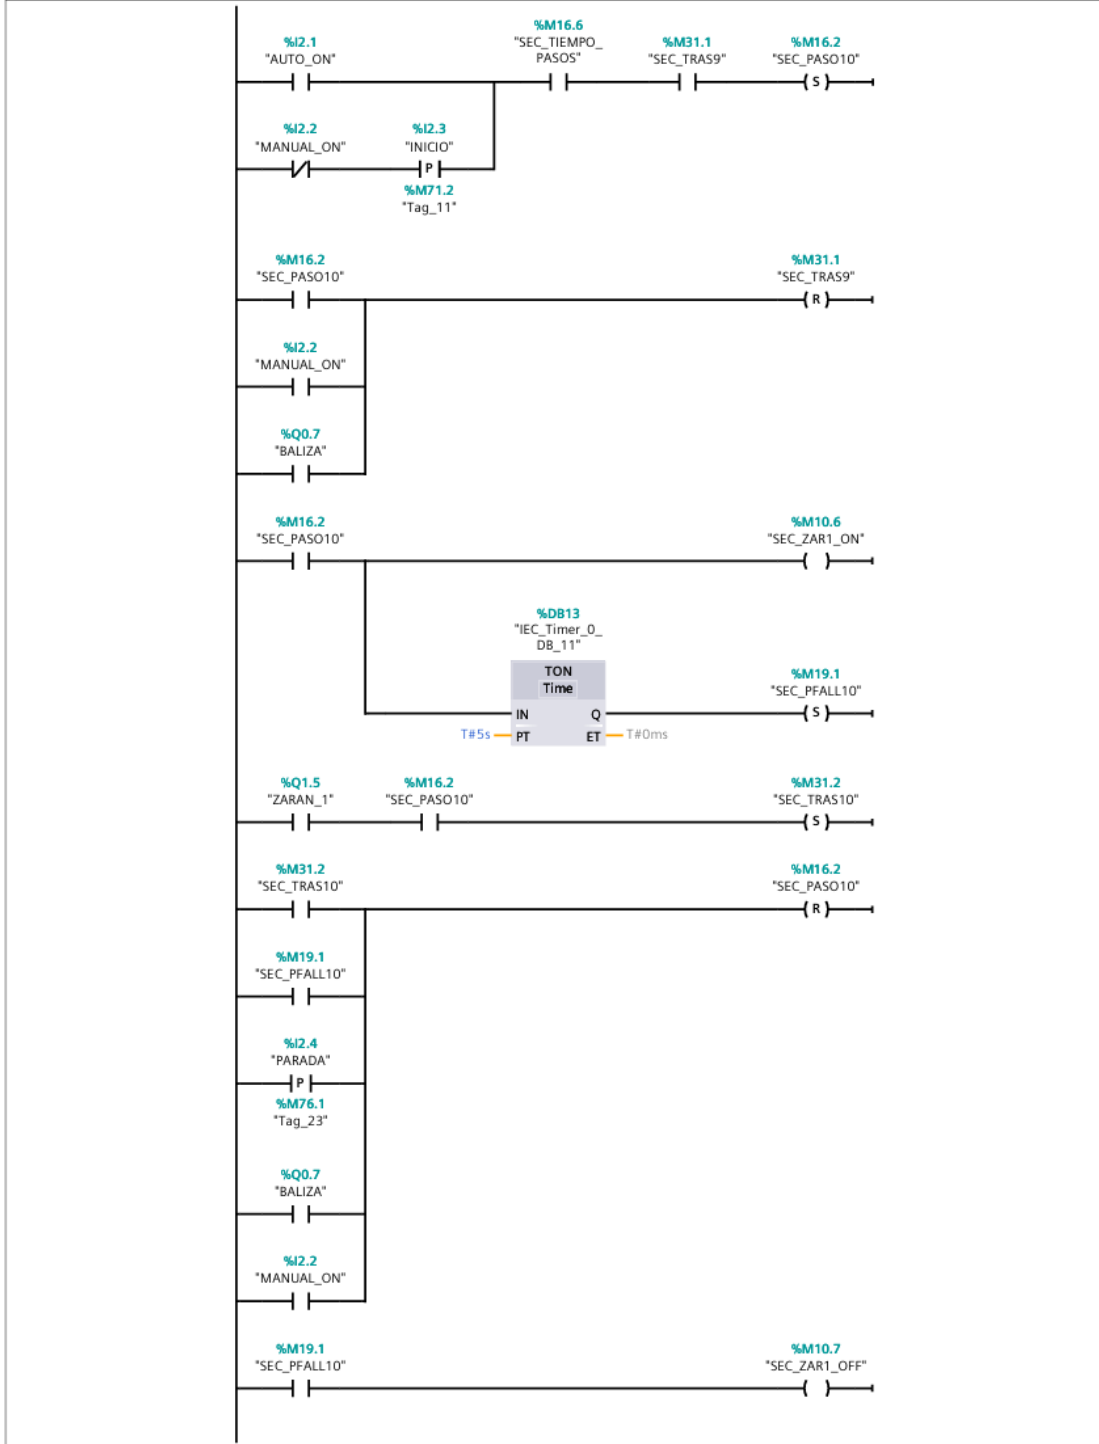 %M16.6
%I2.1
"SEC_TIEMPO_
%M31.1
%M16.2
"AUTO_ON"
PASOS"
"SEC_TRAS9"
"SEC_PASO10"
S
%I2.2
%I2.3
"MANUAL_ON"
"INICIO"
P
%M71.2
"Tag_11"
%M16.2
%M31.1
"SEC_PASO10"
"SEC_TRAS9"
R
%I2.2
"MANUAL_ON"
%Q0.7
"BALIZA"
%M16.2
%M10.6
"SEC_PASO10"
"SEC_ZAR1_ON"
%DB13
"IEC_Timer_0_
DB_11"
TON
Time
%M19.1
"SEC_PFALL10"
IN
Q
S
T#5s
PT
ET
T#0ms
%Q1.5
%M16.2
%M31.2
"ZARAN_1"
"SEC_PASO10"
"SEC_TRAS10"
S
%M31.2
%M16.2
"SEC_TRAS10"
"SEC_PASO10"
R
%M19.1
"SEC_PFALL10"
%I2.4
"PARADA"
P
%M76.1
"Tag_23"
%Q0.7
"BALIZA"
%I2.2
"MANUAL_ON"
%M19.1
%M10.7
"SEC_PFALL10"
"SEC_ZAR1_OFF"